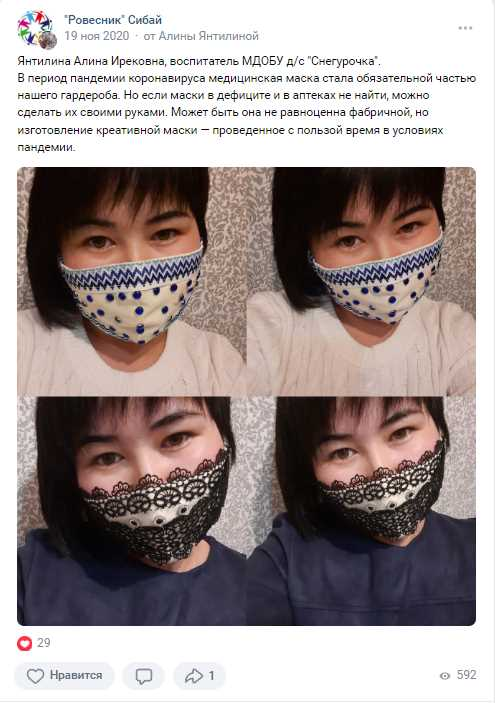 "Ровесник" Сибай
19 ноя 2020 · от Алины Янтилиной
Янтилина Алина Ирековна, воспитатель МДОБУ д/с "Снегурочка".
В период пандемии коронавируса медицинская маска стала обязательной частью
нашего гардероба. Но если маски в дефиците и в аптеках не найти, можно
сделать их своими руками. Может быть она не равноценна фабричной, но
изготовление креативной маски — проведенное с пользой время в условиях
пандемии.
29
Нравится
1
592